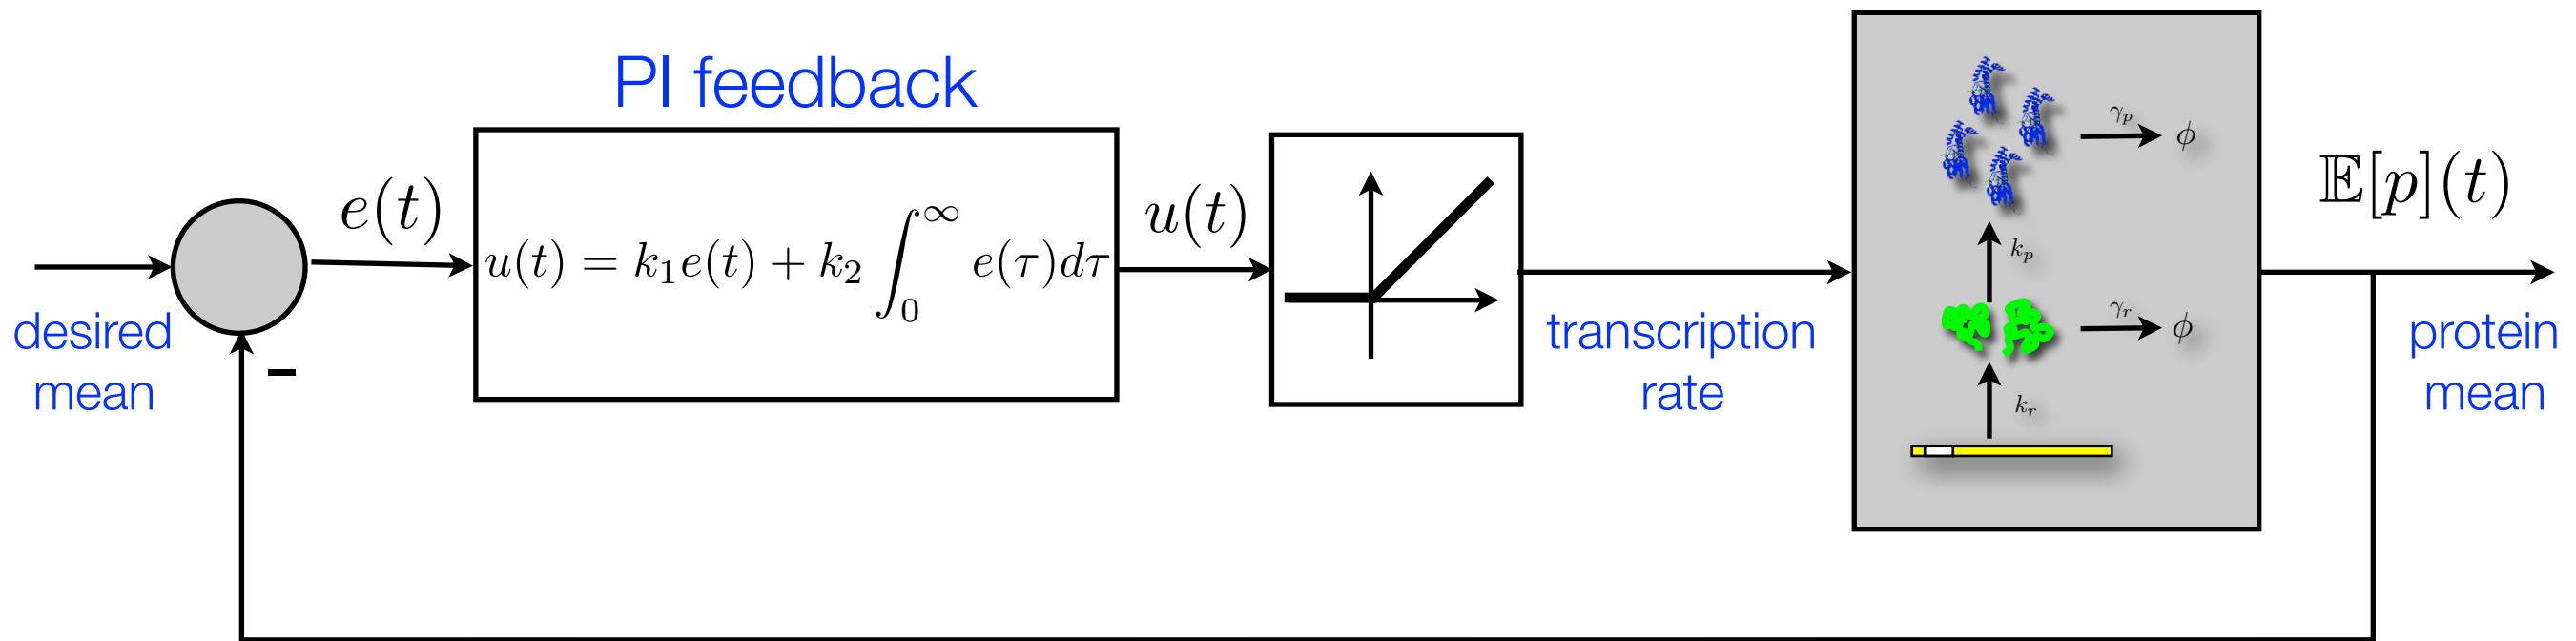 PI feedback
e(t)
u(t) = k₁e(t) + k₂ ∫₀^∞ e(τ)dτ
u(t)
desired
mean
–
transcription
rate
γₚ
ϕ
kₚ
γᵣ
ϕ
kᵣ
𝔼[p](t)
protein
mean